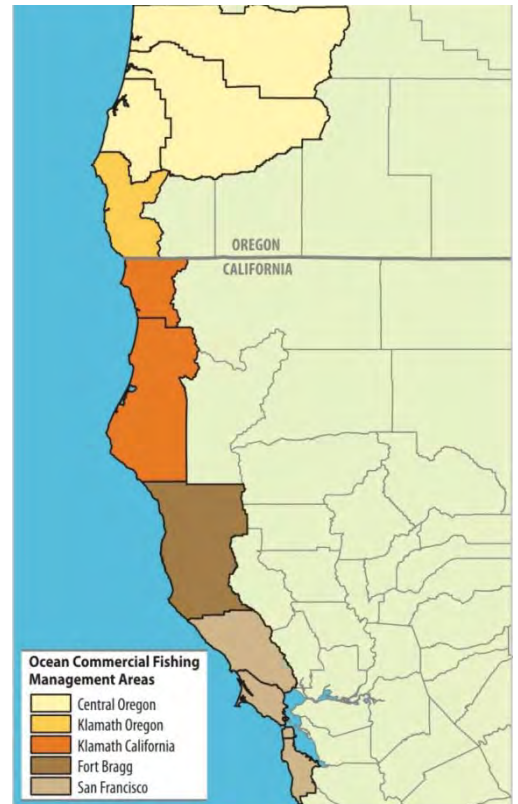 OREGON
CALIFORNIA
Ocean Commercial Fishing
Management Areas
Central Oregon
Klamath Oregon
Klamath California
Fort Bragg
San Francisco